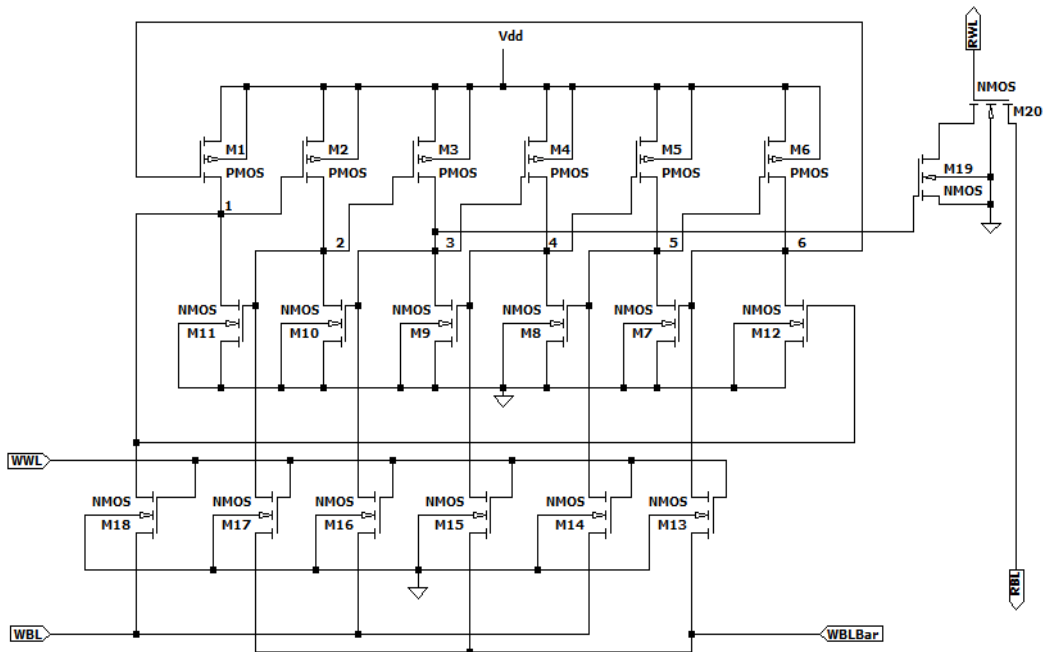 RWL
Vdd
NMOS
M20
M1
M2
M3
M4
M5
M6
PMOS
PMOS
PMOS
PMOS
PMOS
PMOS
M19
NMOS
1
2
3
4
5
6
NMOS
NMOS
NMOS
NMOS
NMOS
NMOS
M11
M10
M9
M8
M7
M12
WWL
NMOS
NMOS
NMOS
NMOS
NMOS
NMOS
M18
M17
M16
M15
M14
M13
RBL
WBL
WBLBar